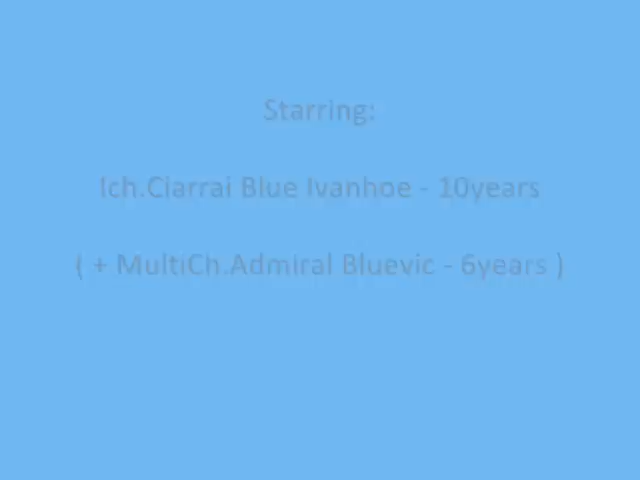 Starring:
Ich.Ciarrai Blue Ivanhoe - 10years
( + MultiCh.Admiral Bluevic - 6years )